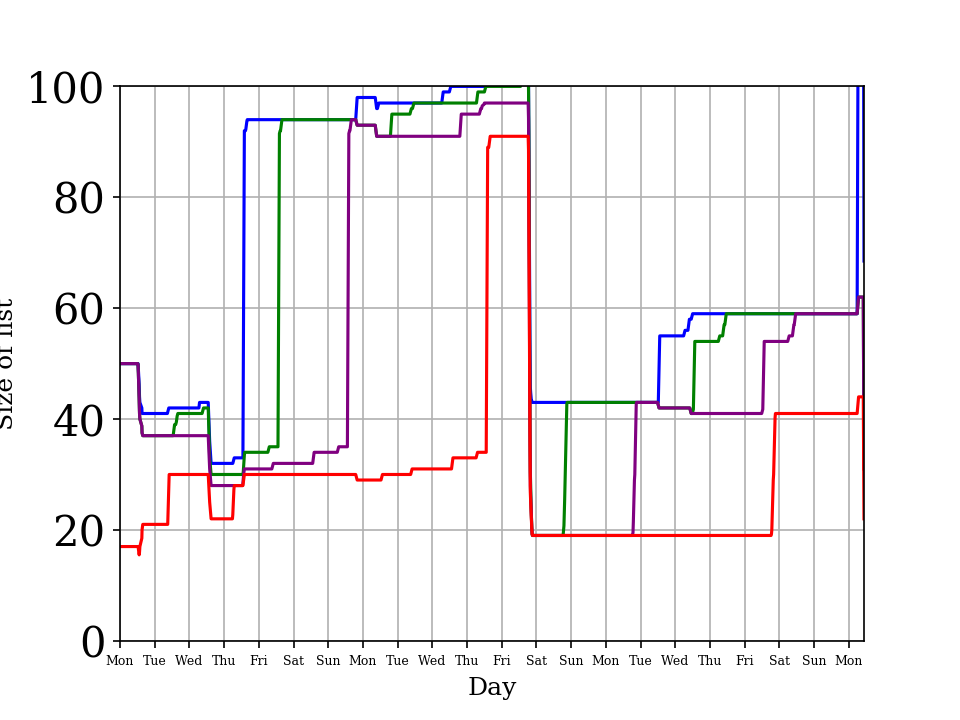 100
80
60
40
20
0
Size of list
Mon Tue Wed Thu Fri Sat Sun Mon Tue Wed Thu Fri Sat Sun Mon Tue Wed Thu Fri Sat Sun Mon
Day